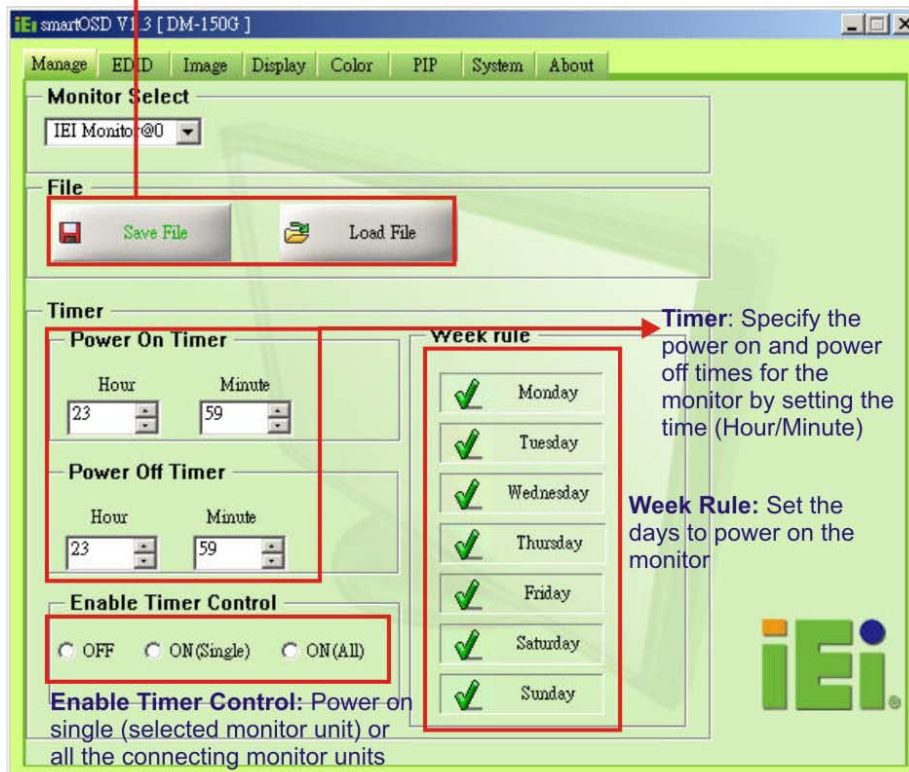 iEi smartOSD V1.3 [ DM-150G ]
Manage EDID Image Display Color PIP System About
Monitor Select
IEI Monitor@0
File
Save File Load File
Timer
Power On Timer
Hour Minute
23 59
Power Off Timer
Hour Minute
23 59
Enable Timer Control
OFF ON(Single) ON(All)
Enable Timer Control: Power on
single (selected monitor unit) or
all the connecting monitor units
Week rule
Monday
Tuesday
Wednesday
Thursday
Friday
Saturday
Sunday
Timer: Specify the
power on and power
off times for the
monitor by setting the
time (Hour/Minute)
Week Rule: Set the
days to power on the
monitor
iEi®